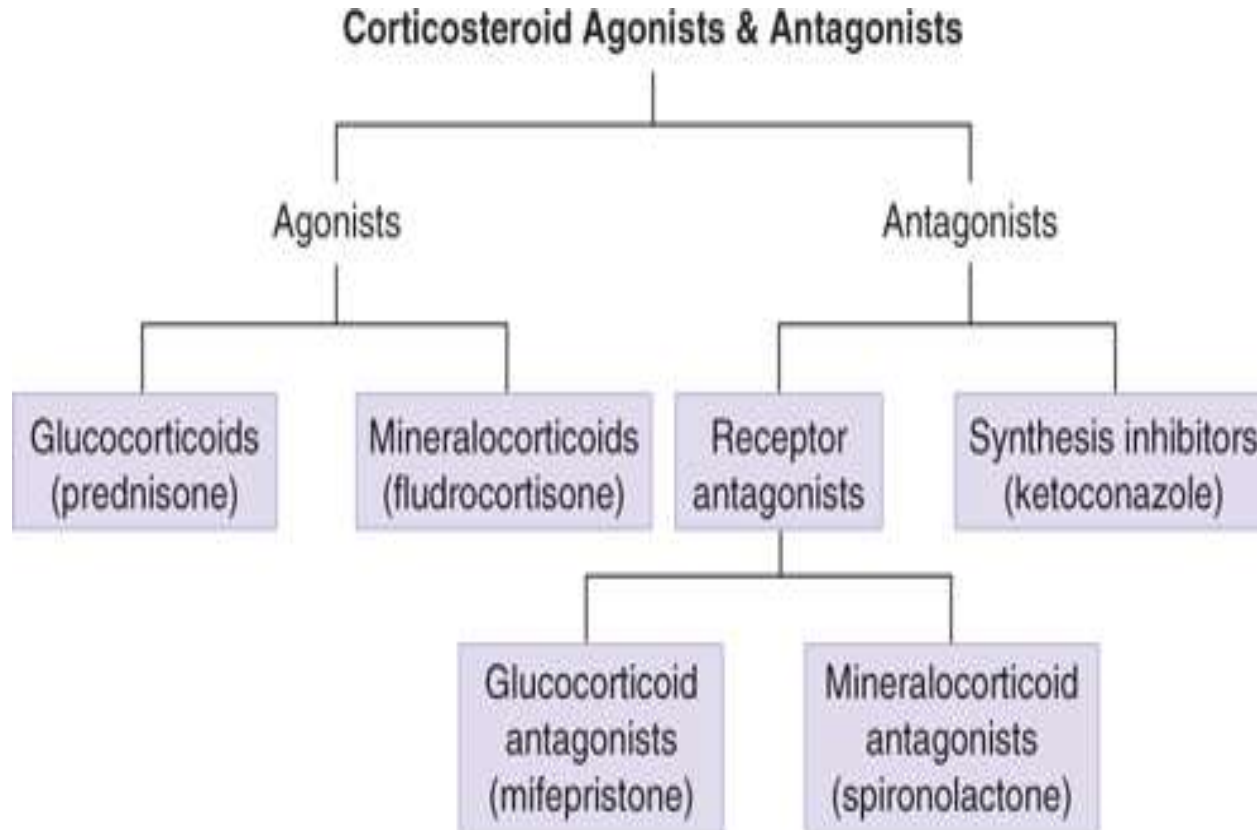 Corticosteroid Agonists & Antagonists
Agonists
Antagonists
Glucocorticoids
(prednisone)
Mineralocorticoids
(fludrocortisone)
Receptor
antagonists
Synthesis inhibitors
(ketoconazole)
Glucocorticoid
antagonists
(mifepristone)
Mineralocorticoid
antagonists
(spironolactone)